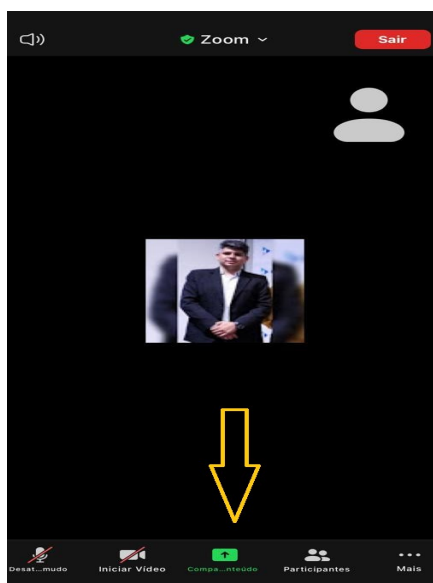 Zoom
Sair
Desat...mudo
Iniciar Vídeo
Compa...nteúdo
Participantes
Mais